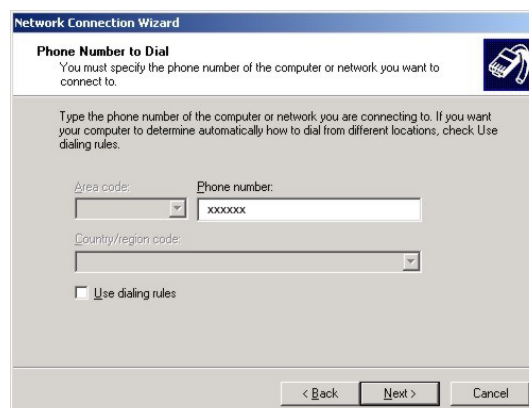 Network Connection Wizard
Phone Number to Dial
You must specify the phone number of the computer or network you want to
connect to.
Type the phone number of the computer or network you are connecting to. If you want
your computer to determine automatically how to dial from different locations, check Use
dialing rules.
Area code: Phone number:
xxxxxx
Country/region code:
Use dialing rules
< Back Next > Cancel